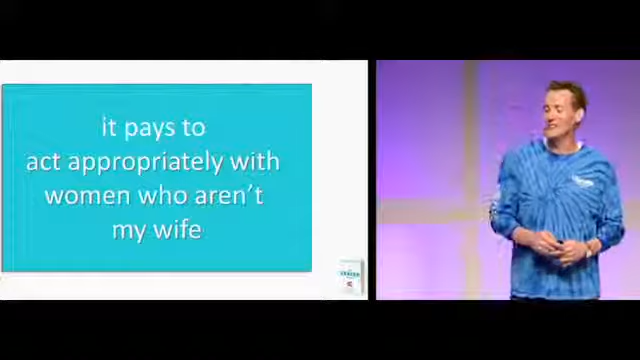 it pays to
act appropriately with
women who aren't
my wife